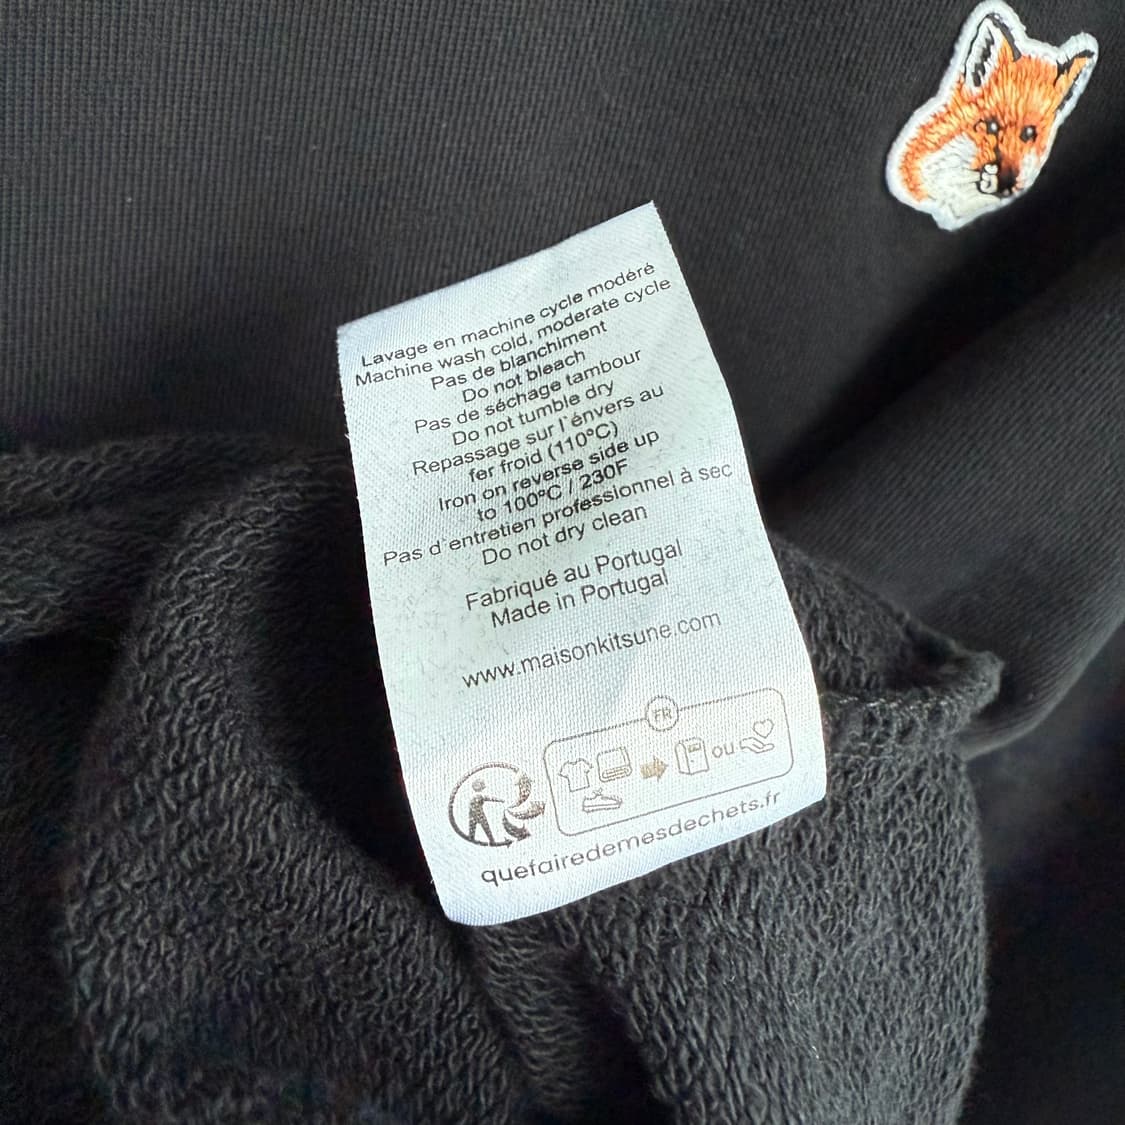 Lavage en machine cycle modéré
Machine wash cold, moderate cycle
Pas de blanchiment
Do not bleach
Pas de séchage tambour
Do not tumble dry
Repassage sur l'énvers au
fer froid (110°C)
Iron on reverse side up
to 100°C / 230F
Pas d'entretien professionnel à sec
Do not dry clean
Fabriqué au Portugal
Made in Portugal
www.maisonkitsune.com
FR
ou
quefairedemesdechets.fr